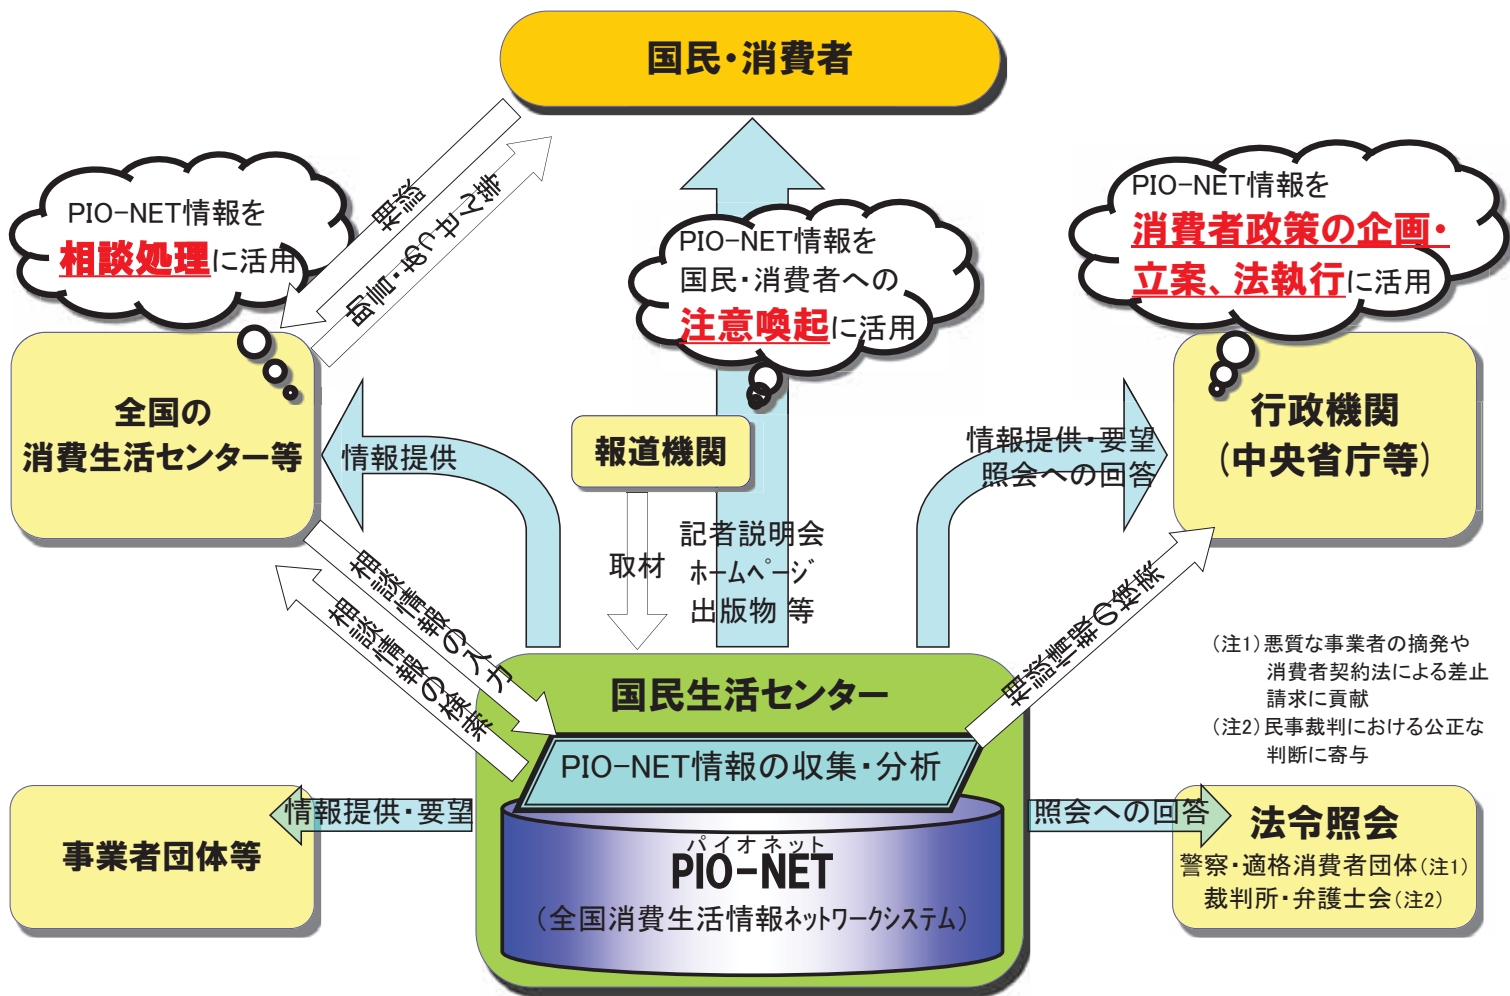 国民・消費者
PIO-NET情報を
相談処理に活用
相談
助言・あっせん等
PIO-NET情報を
国民・消費者への
注意喚起に活用
PIO-NET情報を
消費者政策の企画・
立案、法執行に活用
全国の
消費生活センター等
情報提供
報道機関
情報提供・要望
照会への回答
行政機関
(中央省庁等)
取材
記者説明会
ホームページ
出版物 等
相談情報の入力
相談情報の検索
相談情報の検索
(注1)悪質な事業者の摘発や
消費者契約法による差止
請求に貢献
(注2)民事裁判における公正な
判断に寄与
国民生活センター
PIO-NET情報の収集・分析
事業者団体等
情報提供・要望
パイオネット
PIO-NET
(全国消費生活情報ネットワークシステム)
照会への回答
法令照会
警察・適格消費者団体(注1)
裁判所・弁護士会(注2)